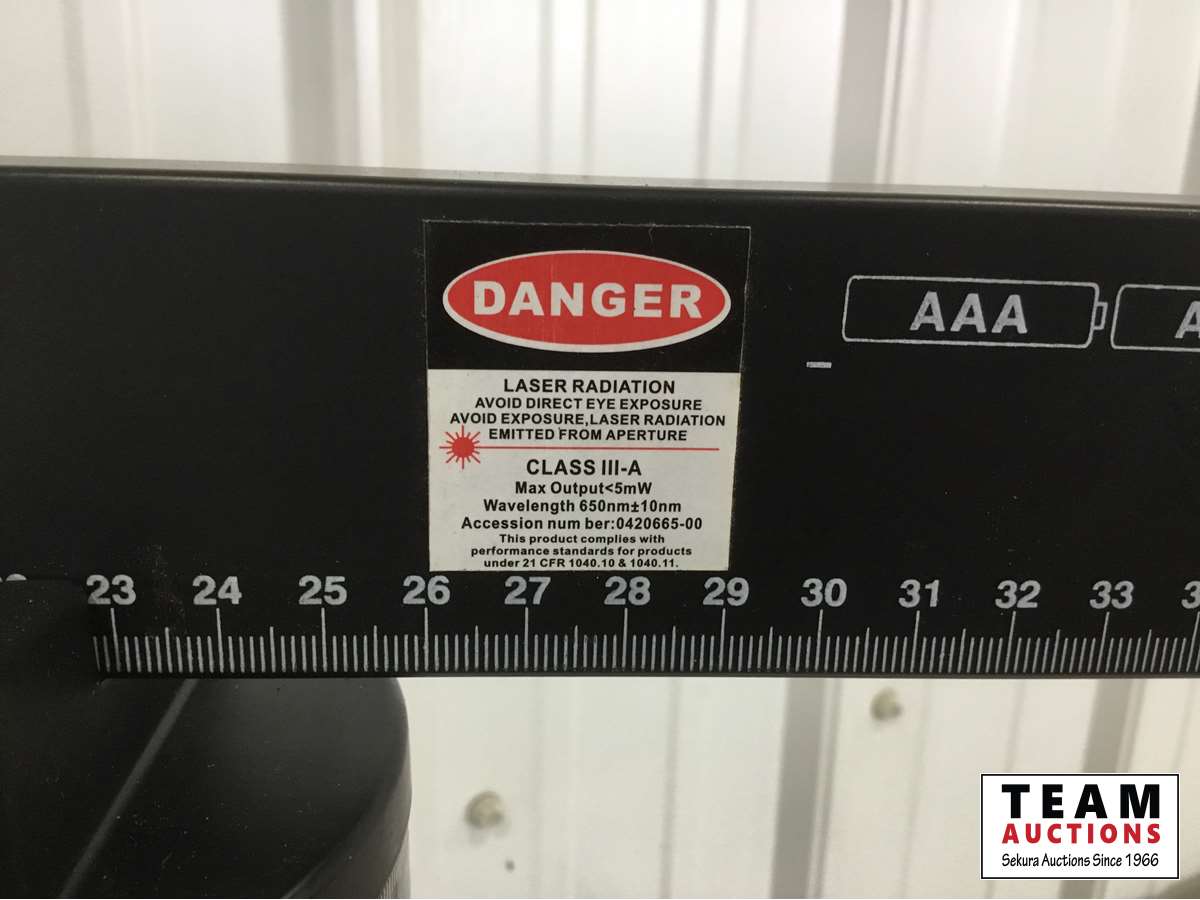 DANGER
AAA
A
LASER RADIATION
AVOID DIRECT EYE EXPOSURE
AVOID EXPOSURE,LASER RADIATION
EMITTED FROM APERTURE
CLASS III-A
Max Output<5mW
Wavelength 650nm±10nm
Accession num ber:0420665-00
This product complies with
performance standards for products
under 21 CFR 1040.10 & 1040.11.
23 24 25 26 27 28 29 30 31 32 33
TEAM
AUCTIONS
Sekura Auctions Since 1966